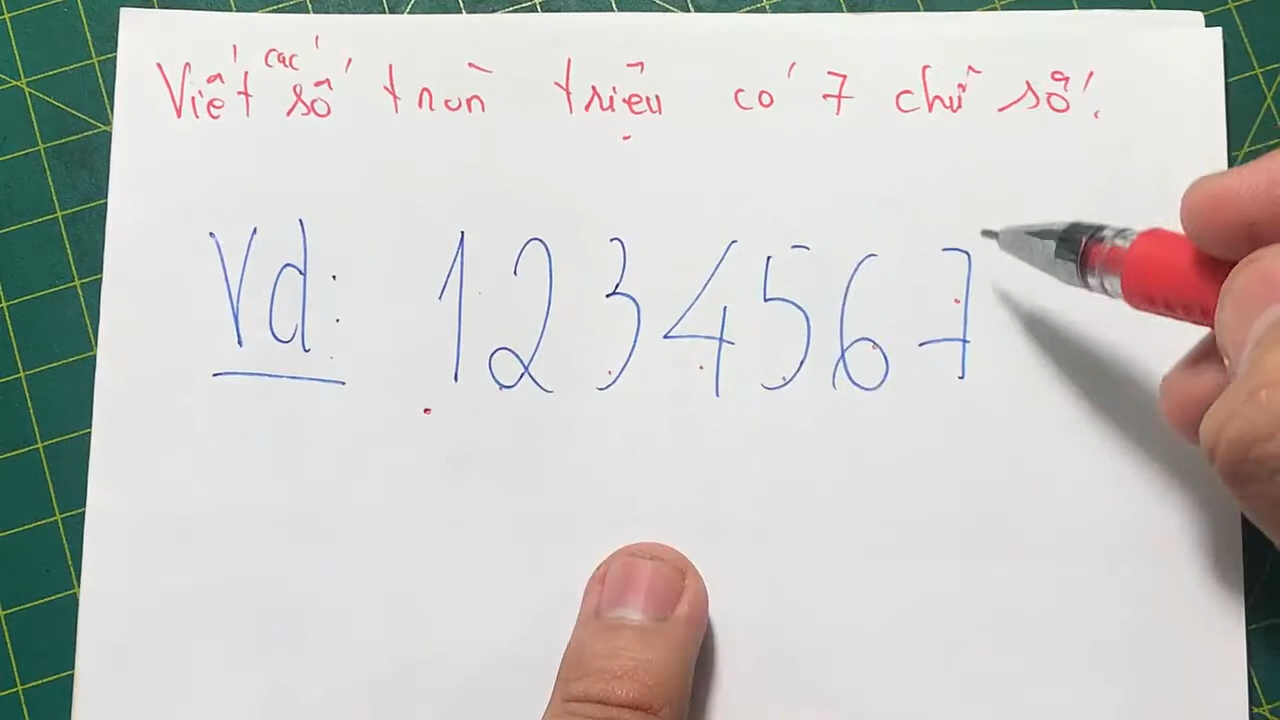 Viết các số tròn triệu có 7 chữ số.
Vd: 1234567